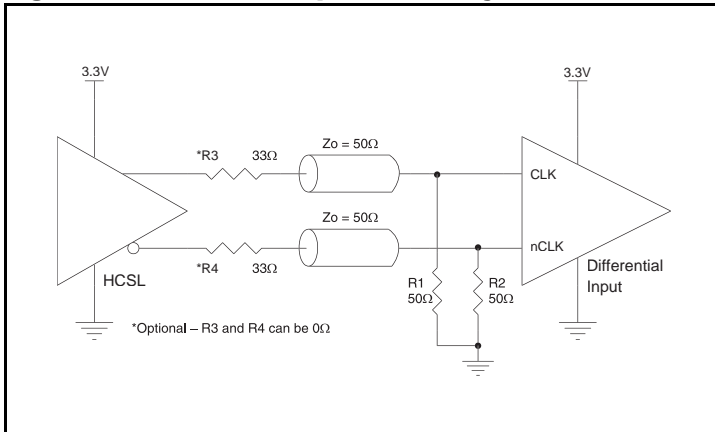 3.3V
3.3V
*R3
33Ω
Zo = 50Ω
CLK
Zo = 50Ω
nCLK
HCSL
*R4
33Ω
R1
50Ω
R2
50Ω
Differential
Input
*Optional – R3 and R4 can be 0Ω